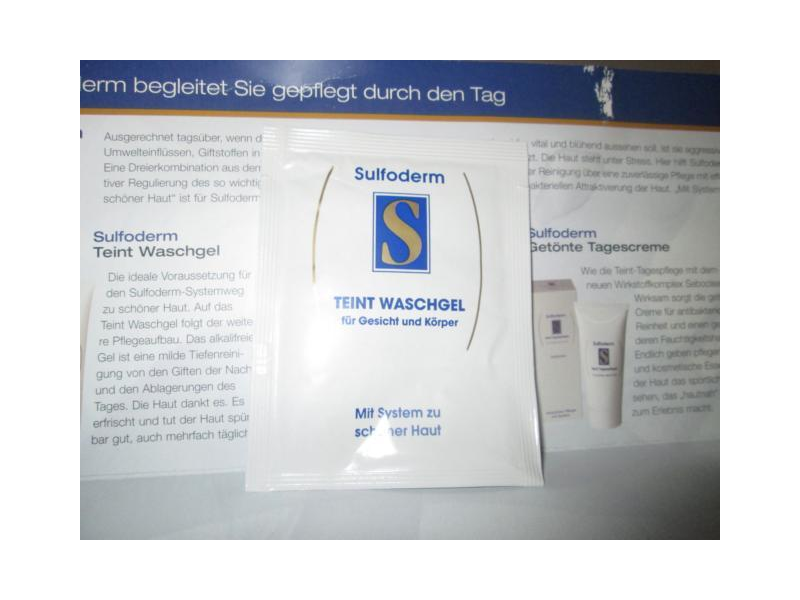 derm begleitet Sie gepflegt durch den Tag
Ausgerechnet tagsüber, wenn
Umwelteinflüssen, Giftstoffen in
Eine Dreierkombination aus dem
tiver Regulierung des so
schöner Haut" ist für Sulfoderm
Sulfoderm
Teint Waschgel
Die ideale Voraussetzung für
den Sulfoderm-Systemweg
zu schöner Haut. Auf das
Teint Waschgel folgt der weite
re Pflegeaufbau. Das alkalifreie
Gel ist eine milde Tiefenreini-
gung von den Giften der Nach
und den Ablagerungen des
Tages. Die Haut dankt es. Es
erfrischt und tut der Haut spür
bar gut, auch mehrfach täglich
Sulfoderm
S
TEINT WASCHGEL
für Gesicht und Körper
Mit System zu
schöner Haut
vital und blühend aussehen soll, ist sie
Die Haut steht unter Stress. Hier hilft
Reinigung über eine zuverlässige Pflege mit
Attraktivierung der Haut. „Mit System
Sulfoderm
Getönte Tagescreme
Wie die Teint-Tagespflege mit dem
neuen Wirkstoffkomplex
Wirksam sorgt die
Creme für
Reinheit und einen
deren
Endlich geben
und kosmetische
der Haut das
sehen, das
zum Erlebnis macht.
Sulfoderm
S